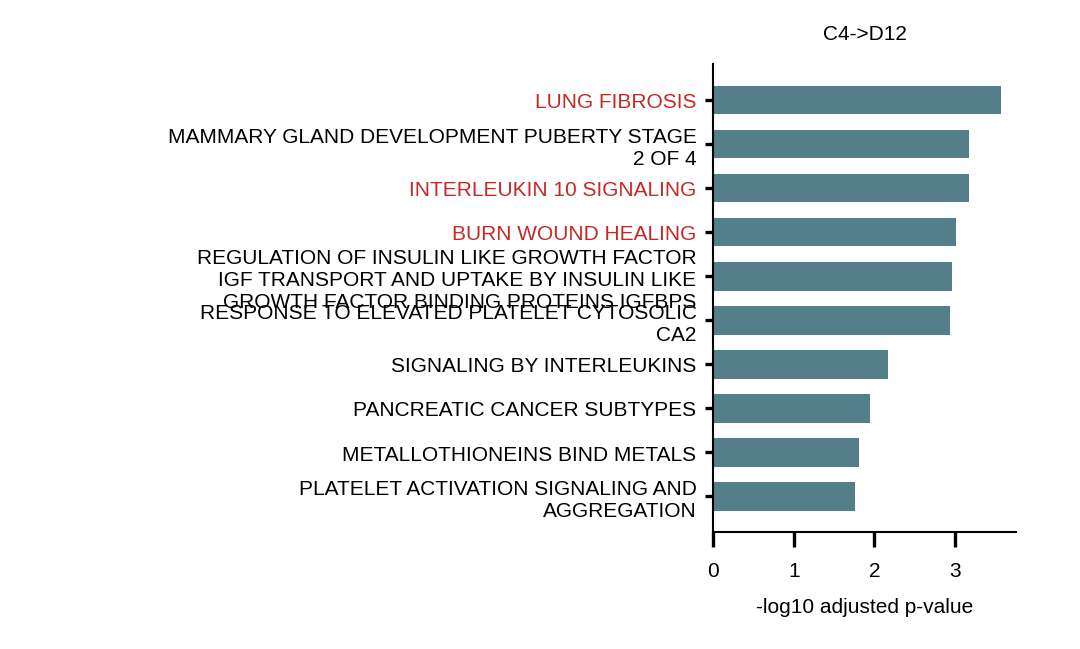 C4->D12
LUNG FIBROSIS
MAMMARY GLAND DEVELOPMENT PUBERTY STAGE
2 OF 4
INTERLEUKIN 10 SIGNALING
BURN WOUND HEALING
REGULATION OF INSULIN LIKE GROWTH FACTOR
IGF TRANSPORT AND UPTAKE BY INSULIN LIKE
GROWTH FACTOR BINDING PROTEINS IGFBPS
RESPONSE TO ELEVATED PLATELET CYTOSOLIC
CA2
SIGNALING BY INTERLEUKINS
PANCREATIC CANCER SUBTYPES
METALLOTHIONEINS BIND METALS
PLATELET ACTIVATION SIGNALING AND
AGGREGATION
0 1 2 3
-log10 adjusted p-value